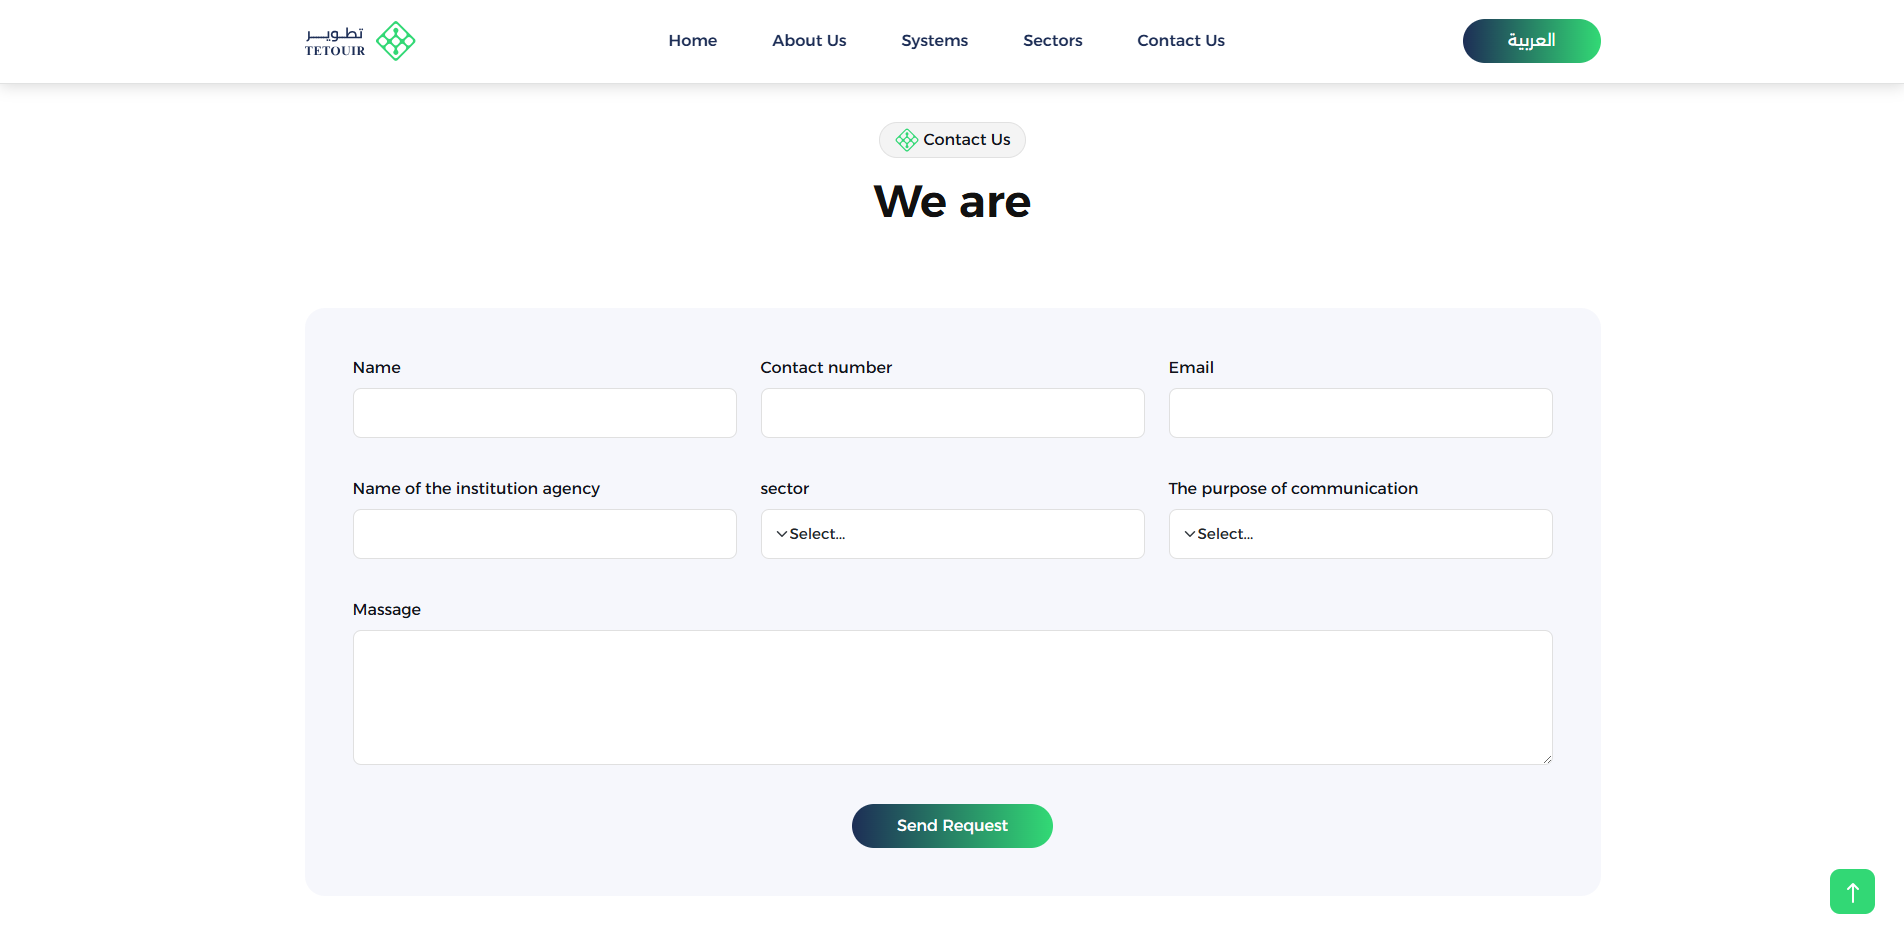 تطويـر
TETOUIR
Home
About Us
Systems
Sectors
Contact Us
العربية
Contact Us
We are
Name
Contact number
Email
Name of the institution agency
sector
The purpose of communication
Select...
Select...
Massage
Send Request